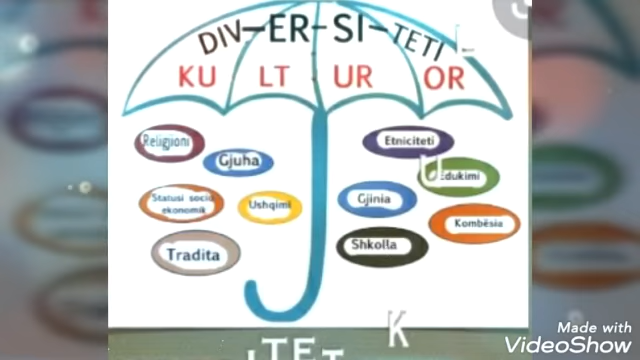 DIV-ER-SI-TETI
KU LT UR OR
Religjioni
Gjuha
Statusi socio
ekonomik
Ushqimi
Tradita
Etniciteti
Edukimi
Gjinia
Kombësia
Shkolla
U
K
ITET
Made with
VideoShow